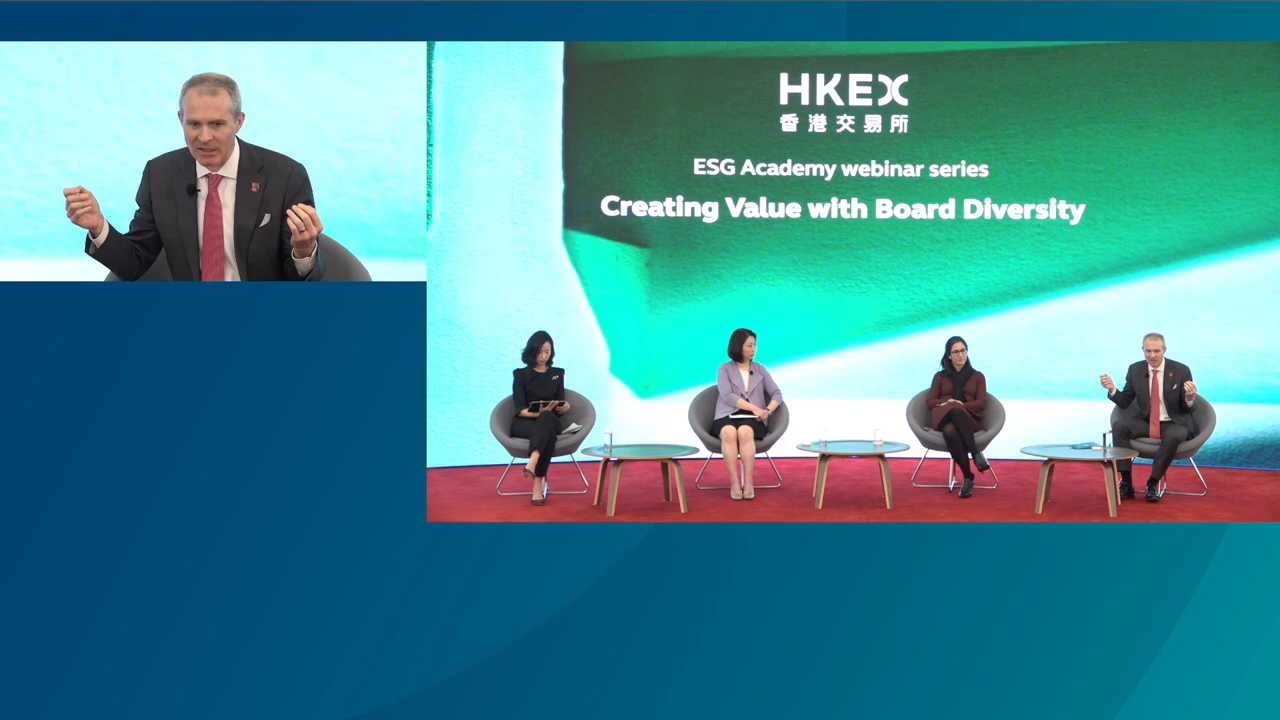 HKEX
香港交易所
ESG Academy webinar series
Creating Value with Board Diversity